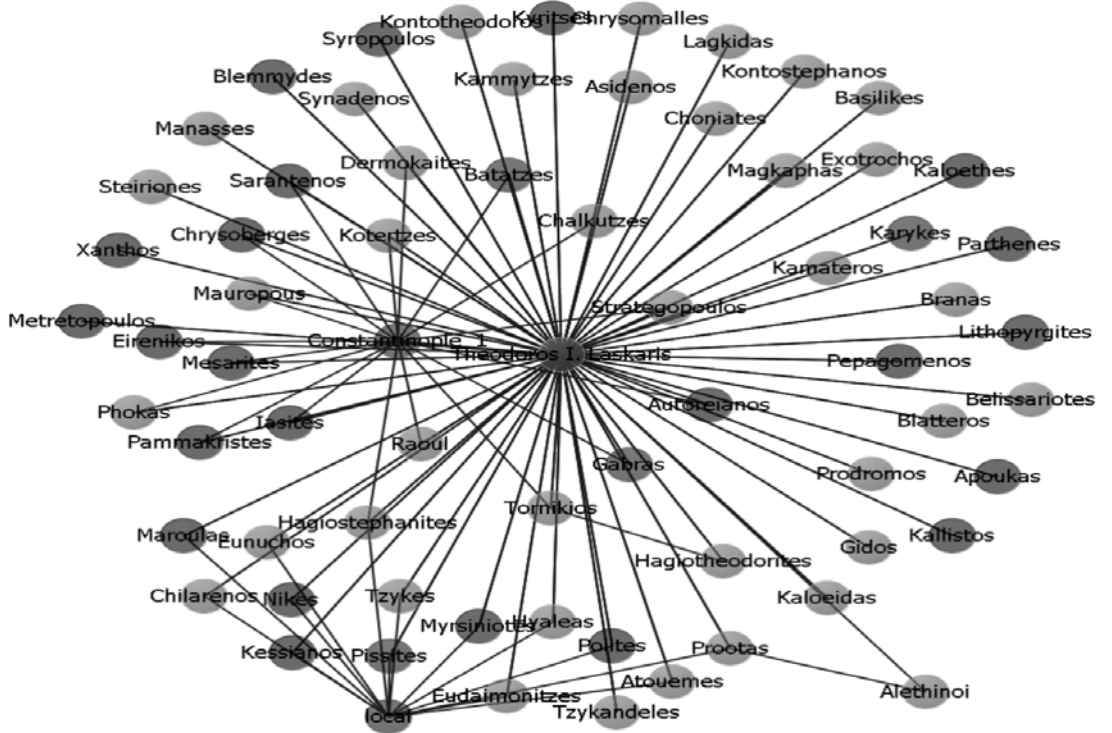 Kontotheodoros
Kyritses
Chrysomalles
Syropoulos
Lagkidas
Blemmydes
Kammytzes
Kontostephanos
Synadenos
Asidenos
Basilikes
Choniates
Manasses
Dermokaites
Exotrochos
Steiriones
Sarantenos
Batatzes
Magkaphas
Kaloethes
Chalkutzes
Xanthos
Chrysoberges
Kotertzes
Karykes
Parthenes
Kamateros
Mauropous
Strategopoulos
Branas
Metretopoulos
Eirenikos
Constantinople_1
Lithopyrgites
Mesarites
Theodoros I. Laskaris
Pepagomenos
Phokas
Autoreianos
Belissariotes
Pammakristes
Iasites
Raoul
Blatteros
Gabras
Prodromos
Apoukas
Maroulas
Eunuchos
Hagiostephanites
Tornikios
Gidos
Kallistos
Hagiotheodorites
Chilarenos
Nikes
Tzykes
Kaloeidas
Myrsiniotes
Hyaleas
Kessianos
Pissites
Polites
Prootas
local
Eudaimonitzes
Atouemes
Alethinoi
Tzykandeles